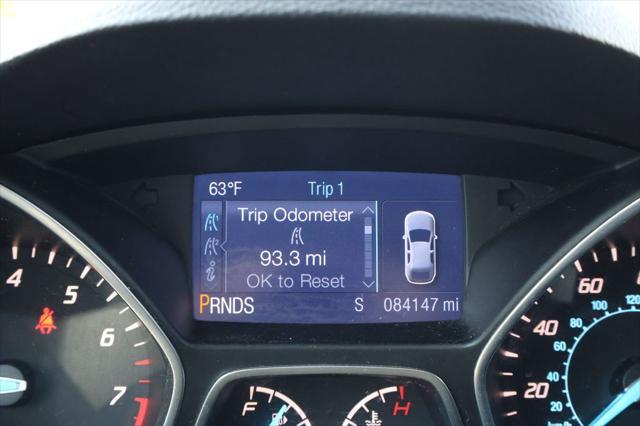 63°F Trip 1
Trip Odometer
93.3 mi
OK to Reset
PRNDS S 084147 mi
4 5 6 7
F H
20 40 60
20 40 60 80 100 120